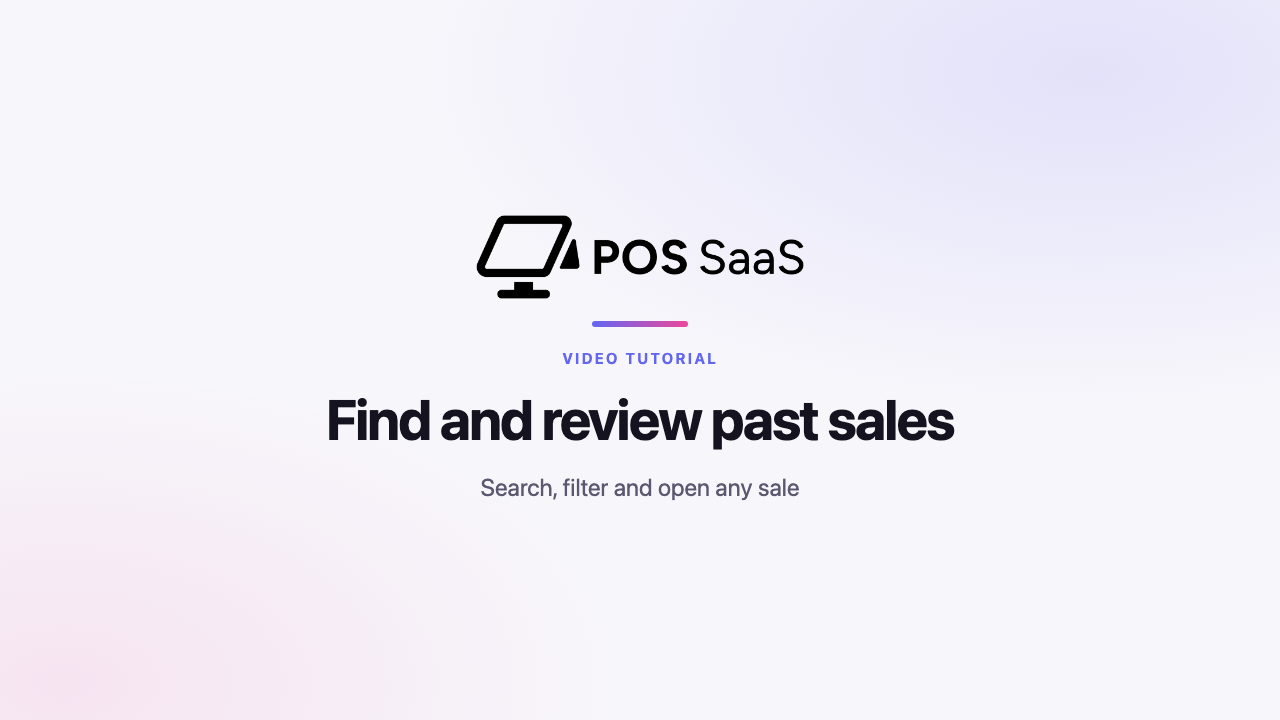 POS SaaS
VIDEO TUTORIAL
Find and review past sales
Search, filter and open any sale